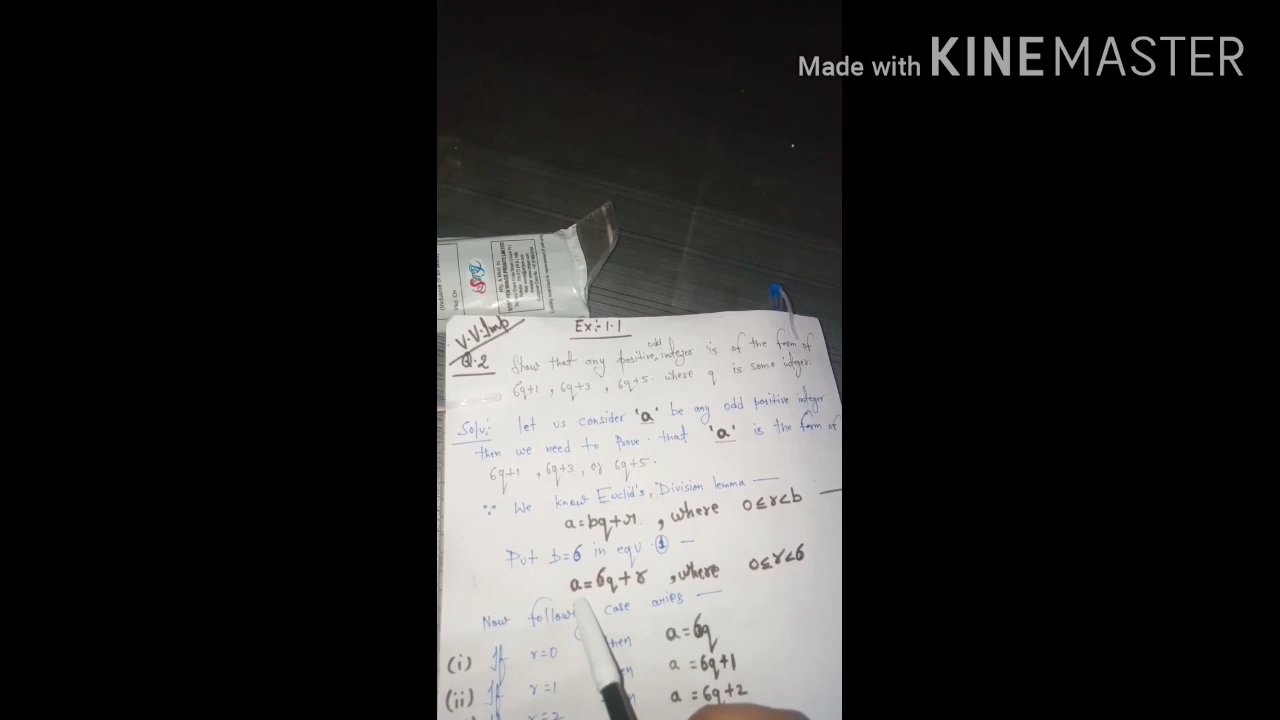 Made with KINEMASTER
V.V.Imp
Ex:-1.1
Q.2 Show that any positive odd integer is of the form of
6q+1, 6q+3, 6q+5. where q is some integer.
Solu:- let us consider 'a' be any odd positive integer
then we need to prove that 'a' is the form of
6q+1, 6q+3, or 6q+5.
∵ We know Euclid's, Division lemma —
a=bq+r, where 0≤r<b —
Put b=6 in equ. ① —
a=6q+r, where 0≤r<6
Now follow case aries —
(i) If r=0 then a=6q
(ii) If r=1 a=6q+1
r=2 a=6q+2